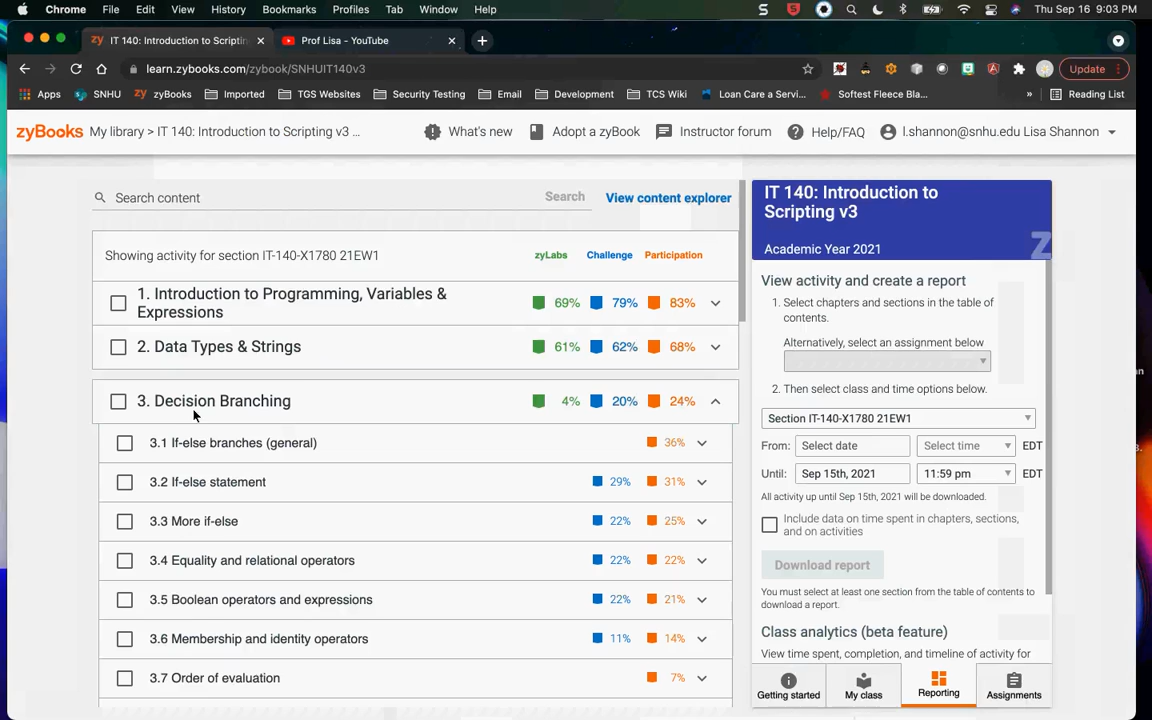 Chrome File Edit View History Bookmarks Profiles Tab Window Help Thu Sep 16 9:03 PM
zy IT 140: Introduction to Scriptin Prof Lisa - YouTube
learn.zybooks.com/zybook/SNHUIT140v3 Update
Apps SNHU zy zyBooks Imported TGS Websites Security Testing Email Development TCS Wiki Loan Care a Servi... Softest Fleece Bla... » Reading List
zyBooks My library > IT 140: Introduction to Scripting v3 ... What's new Adopt a zyBook Instructor forum Help/FAQ l.shannon@snhu.edu Lisa Shannon
Search content Search View content explorer
Showing activity for section IT-140-X1780 21EW1 zyLabs Challenge Participation
1. Introduction to Programming, Variables &
Expressions 69% 79% 83%
2. Data Types & Strings 61% 62% 68%
3. Decision Branching 4% 20% 24%
3.1 If-else branches (general) 36%
3.2 If-else statement 29% 31%
3.3 More if-else 22% 25%
3.4 Equality and relational operators 22% 22%
3.5 Boolean operators and expressions 22% 21%
3.6 Membership and identity operators 11% 14%
3.7 Order of evaluation 7%
IT 140: Introduction to
Scripting v3
Academic Year 2021
View activity and create a report
1. Select chapters and sections in the table of
contents.
Alternatively, select an assignment below
2. Then select class and time options below.
Section IT-140-X1780 21EW1
From: Select date Select time EDT
Until: Sep 15th, 2021 11:59 pm EDT
All activity up until Sep 15th, 2021 will be downloaded.
Include data on time spent in chapters, sections,
and on activities
Download report
You must select at least one section from the table of contents to
download a report.
Class analytics (beta feature)
View time spent, completion, and timeline of activity for
Getting started My class Reporting Assignments